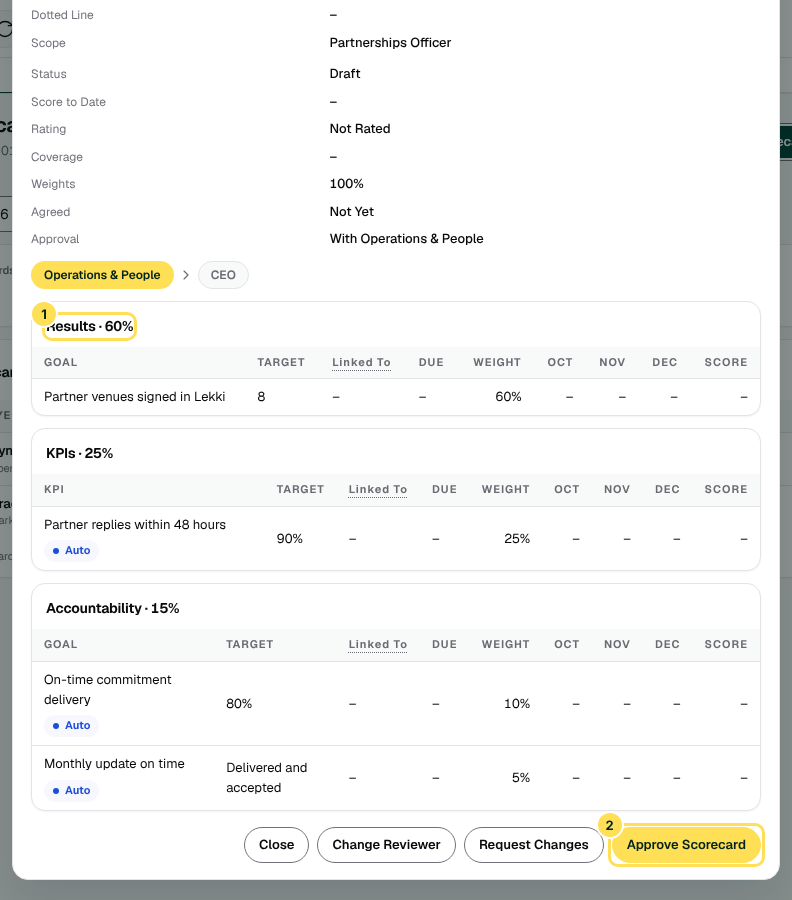 Dotted Line –
Scope Partnerships Officer
Status Draft
Score to Date –
Rating Not Rated
Coverage –
Weights 100%
Agreed Not Yet
Approval With Operations & People
Operations & People > CEO
1
Results · 60%
GOAL TARGET Linked To DUE WEIGHT OCT NOV DEC SCORE
Partner venues signed in Lekki 8 – – 60% – – – –
KPIs · 25%
KPI TARGET Linked To DUE WEIGHT OCT NOV DEC SCORE
Partner replies within 48 hours
Auto
90% – – 25% – – – –
Accountability · 15%
GOAL TARGET Linked To DUE WEIGHT OCT NOV DEC SCORE
On-time commitment
delivery
Auto
80% – – 10% – – – –
Monthly update on time
Auto
Delivered and
accepted
– – 5% – – – –
Close Change Reviewer Request Changes 2 Approve Scorecard